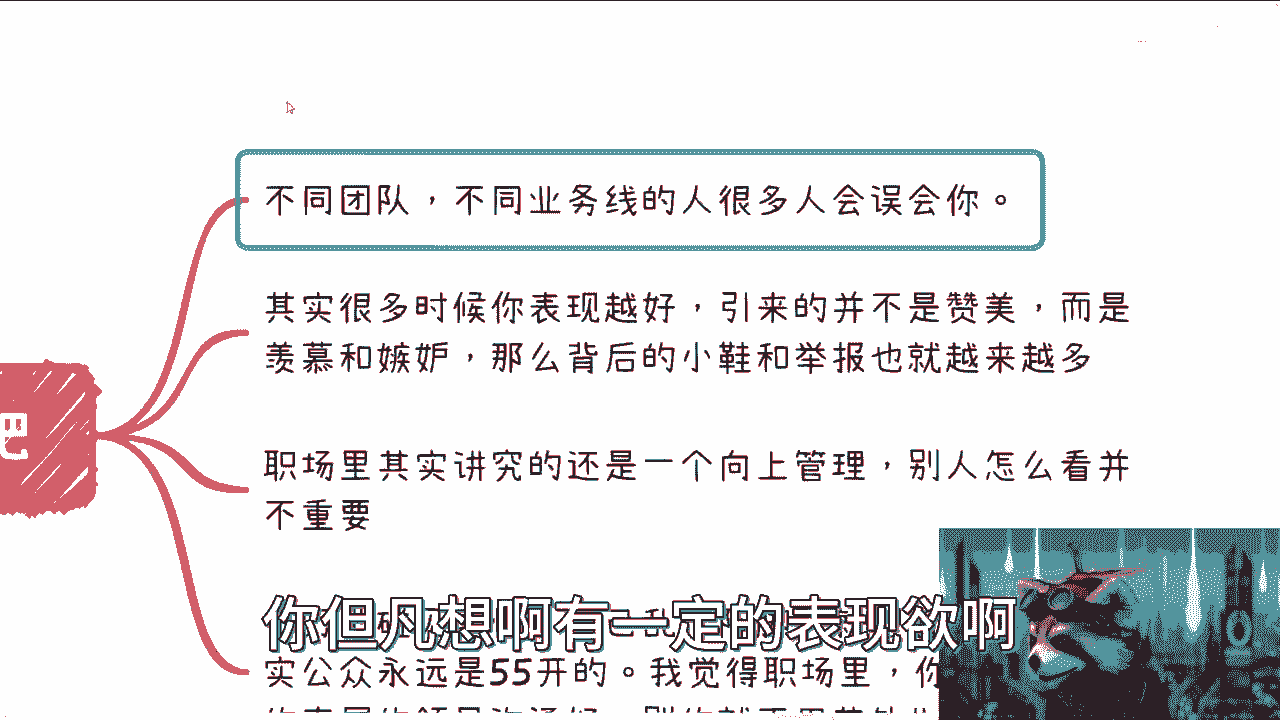 不同团队，不同业务线的人很多人会误会你。
其实很多时候你表现越好，引来的并不是赞美，而是
羡慕和嫉妒，那么背后的小鞋和举报也就越来越多
职场里其实讲究的还是一个向上管理，别人怎么看并
不重要
你但凡想啊有一定的表现欲啊
实公众永远是55开的。我觉得职场里，你